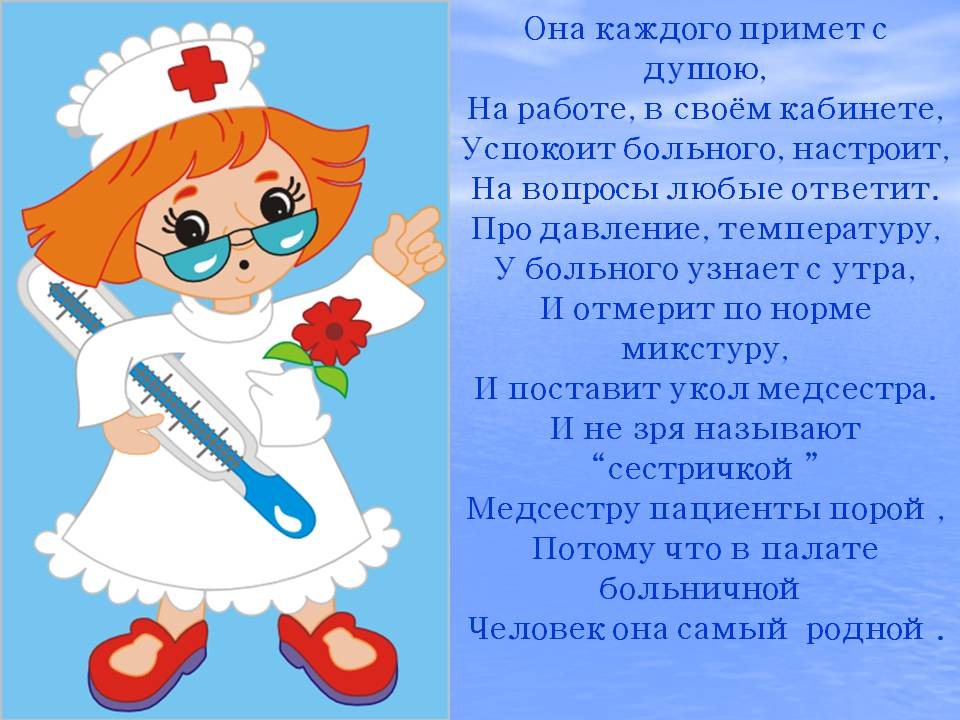 Она каждого примет с
душою,
На работе, в своём кабинете,
Успокоит больного, настроит,
На вопросы любые ответит.
Про давление, температуру,
У больного узнает с утра,
И отмерит по норме
микстуру,
И поставит укол медсестра.
И не зря называют
“сестричкой ”
Медсестру пациенты порой ,
Потому что в палате
больничной
Человек она самый родной .